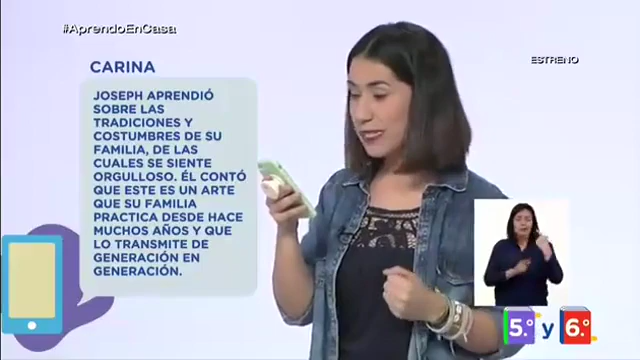 #AprendoEnCasa
ESTRENO
CARINA
JOSEPH APRENDIÓ
SOBRE LAS
TRADICIONES Y
COSTUMBRES DE SU
FAMILIA, DE LAS
CUALES SE SIENTE
ORGULLOSO. ÉL CONTÓ
QUE ESTE ES UN ARTE
QUE SU FAMILIA
PRACTICA DESDE HACE
MUCHOS AÑOS Y QUE
LO TRANSMITE DE
GENERACIÓN EN
GENERACIÓN.
5.º y 6.º